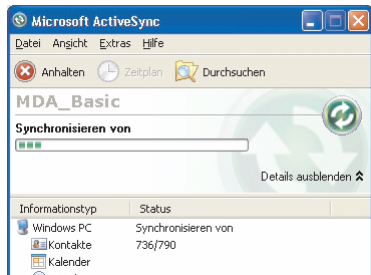 Microsoft ActiveSync
Datei Ansicht Extras Hilfe
Anhalten Zeitplan Durchsuchen
MDA_Basic
Synchronisieren von
Details ausblenden
Informationstyp Status
Windows PC Synchronisieren von
Kontakte 736/790
Kalender